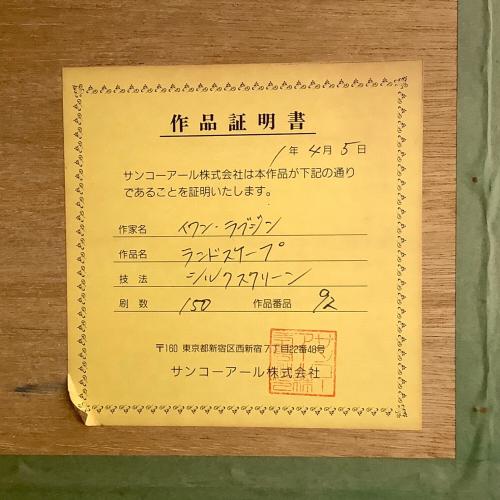 作品証明書
1年 4月 5日
サンコーアール株式会社は本作品が下記の通り
であることを証明いたします。
作家名 イワン・ラブジン
作品名 ランドスケープ
技法 シルクスクリーン
刷数 150 作品番品 92
〒160 東京都新宿区西新宿7丁目22番48号
サンコーアール株式会社